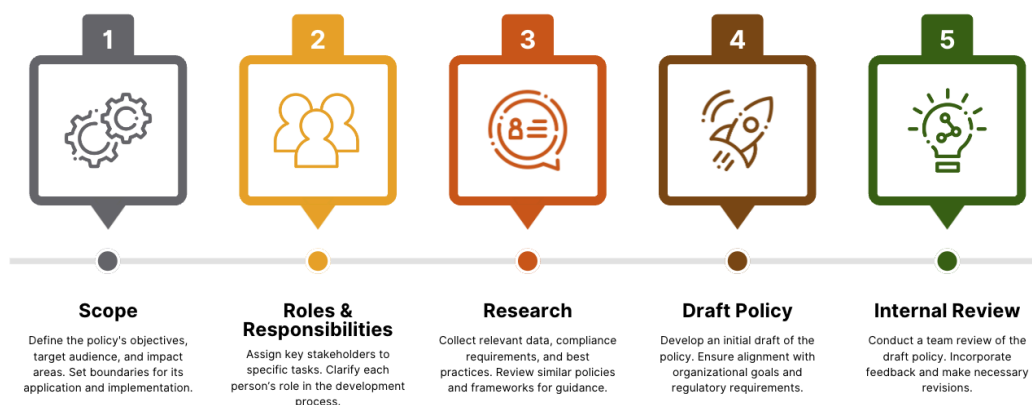 1
2
3
4
5
Scope
Define the policy's objectives,
target audience, and impact
areas. Set boundaries for its
application and implementation.
Roles &
Responsibilities
Assign key stakeholders to
specific tasks. Clarify each
person's role in the development
process.
Research
Collect relevant data, compliance
requirements, and best
practices. Review similar policies
and frameworks for guidance.
Draft Policy
Develop an initial draft of the
policy. Ensure alignment with
organizational goals and
regulatory requirements.
Internal Review
Conduct a team review of the
draft policy. Incorporate
feedback and make necessary
revisions.